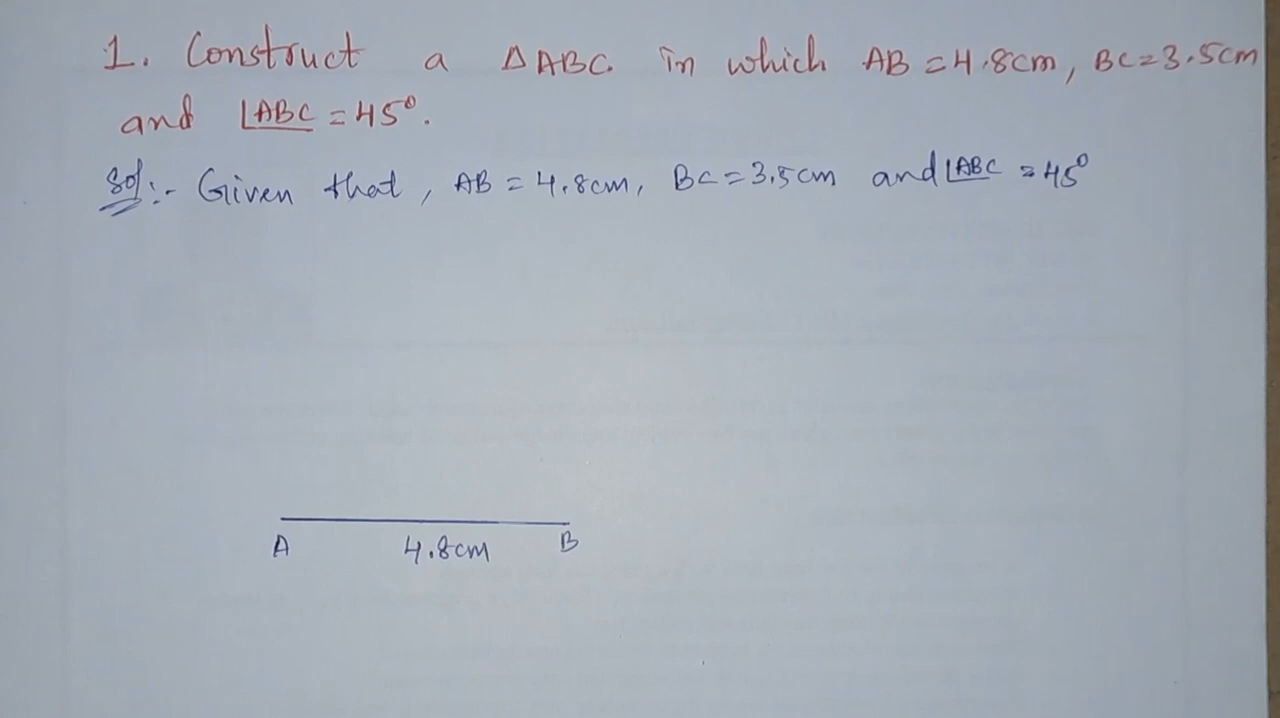 1. Construct a △ABC in which AB = 4.8cm, BC = 3.5cm
and ∠ABC = 45°.
Sol:- Given that, AB = 4.8cm, BC = 3.5cm and ∠ABC = 45°
A 4.8cm B